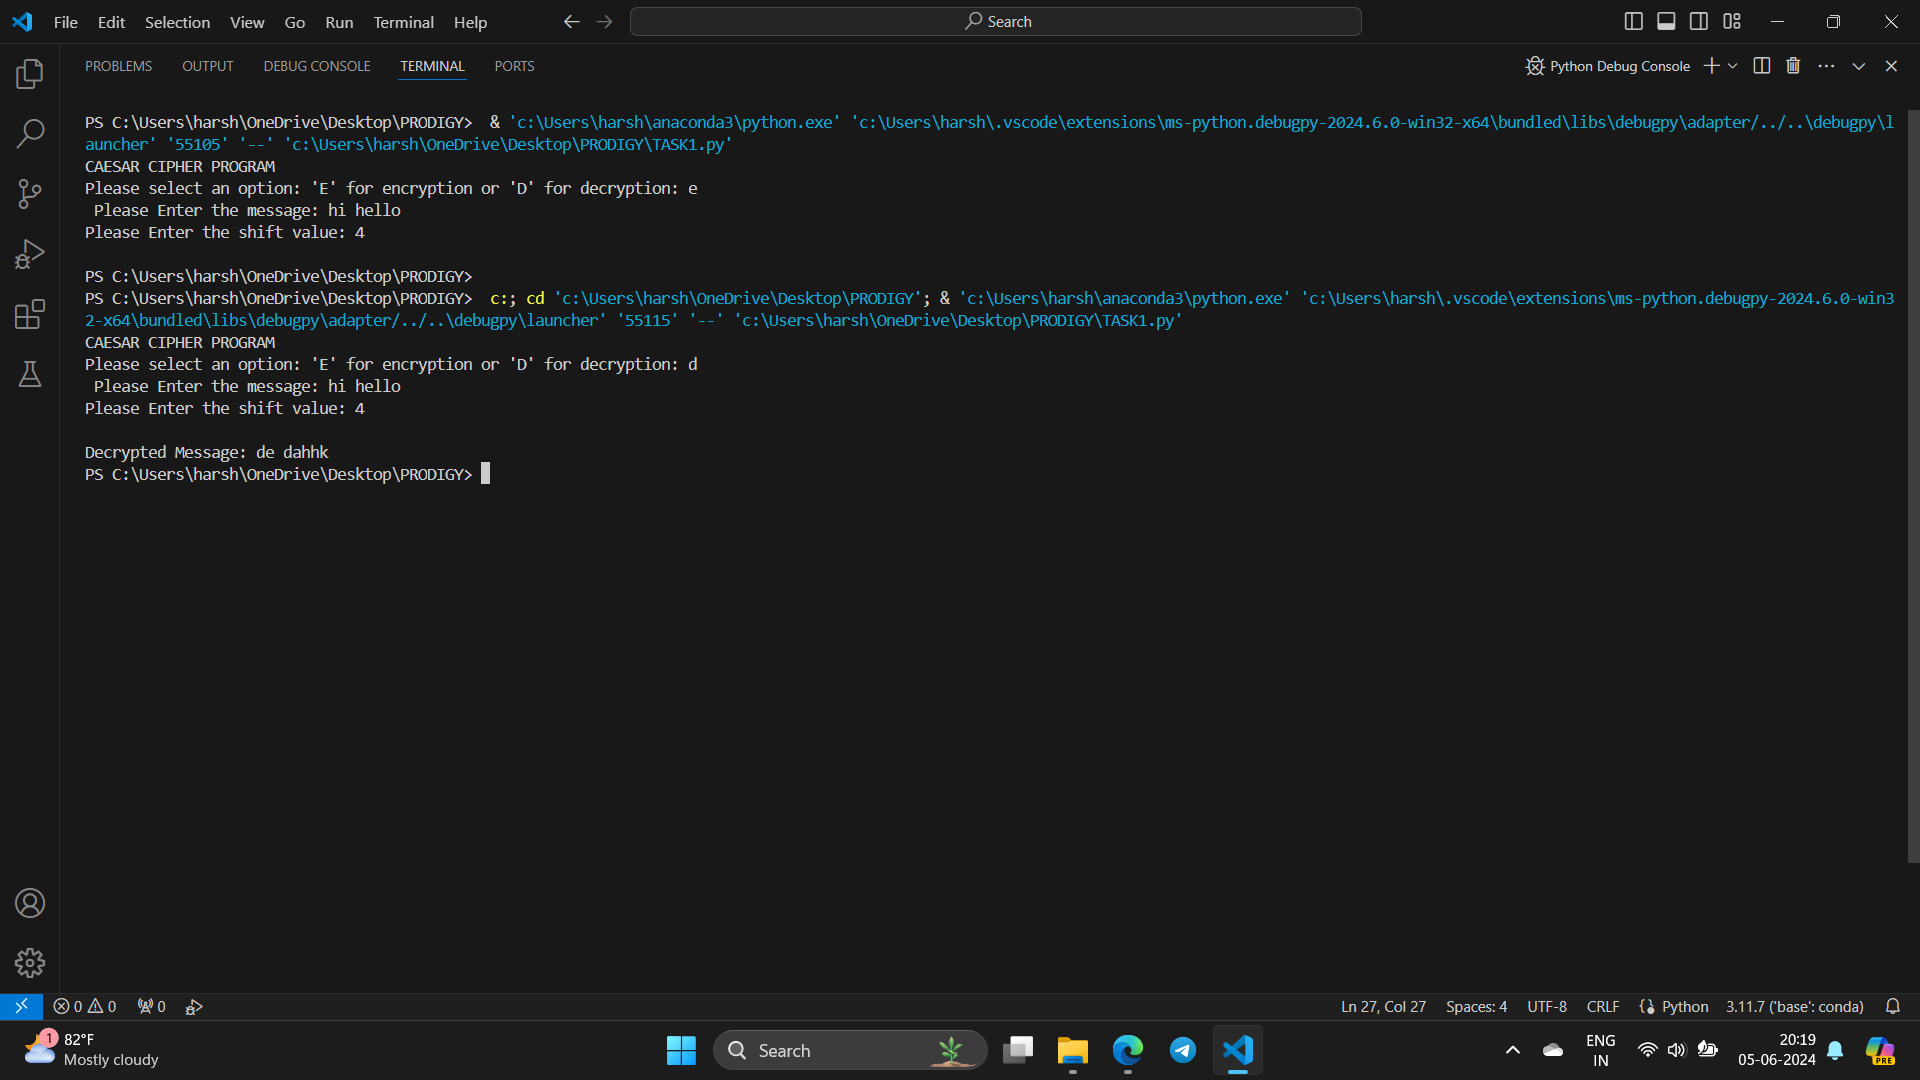 File Edit Selection View Go Run Terminal Help Search
PROBLEMS OUTPUT DEBUG CONSOLE TERMINAL PORTS Python Debug Console
PS C:\Users\harsh\OneDrive\Desktop\PRODIGY>  & 'c:\Users\harsh\anaconda3\python.exe' 'c:\Users\harsh\.vscode\extensions\ms-python.debugpy-2024.6.0-win32-x64\bundled\libs\debugpy\adapter/../..\debugpy\l
auncher' '55105' '--' 'c:\Users\harsh\OneDrive\Desktop\PRODIGY\TASK1.py'
CAESAR CIPHER PROGRAM
Please select an option: 'E' for encryption or 'D' for decryption: e
 Please Enter the message: hi hello
Please Enter the shift value: 4
PS C:\Users\harsh\OneDrive\Desktop\PRODIGY>
PS C:\Users\harsh\OneDrive\Desktop\PRODIGY>  c:; cd 'c:\Users\harsh\OneDrive\Desktop\PRODIGY'; & 'c:\Users\harsh\anaconda3\python.exe' 'c:\Users\harsh\.vscode\extensions\ms-python.debugpy-2024.6.0-win3
2-x64\bundled\libs\debugpy\adapter/../..\debugpy\launcher' '55115' '--' 'c:\Users\harsh\OneDrive\Desktop\PRODIGY\TASK1.py'
CAESAR CIPHER PROGRAM
Please select an option: 'E' for encryption or 'D' for decryption: d
 Please Enter the message: hi hello
Please Enter the shift value: 4
Decrypted Message: de dahhk
PS C:\Users\harsh\OneDrive\Desktop\PRODIGY>
0 0 0 Ln 27, Col 27 Spaces: 4 UTF-8 CRLF Python 3.11.7 ('base': conda)
1 82°F
Mostly cloudy
Search
ENG
IN
20:19
05-06-2024
PRE